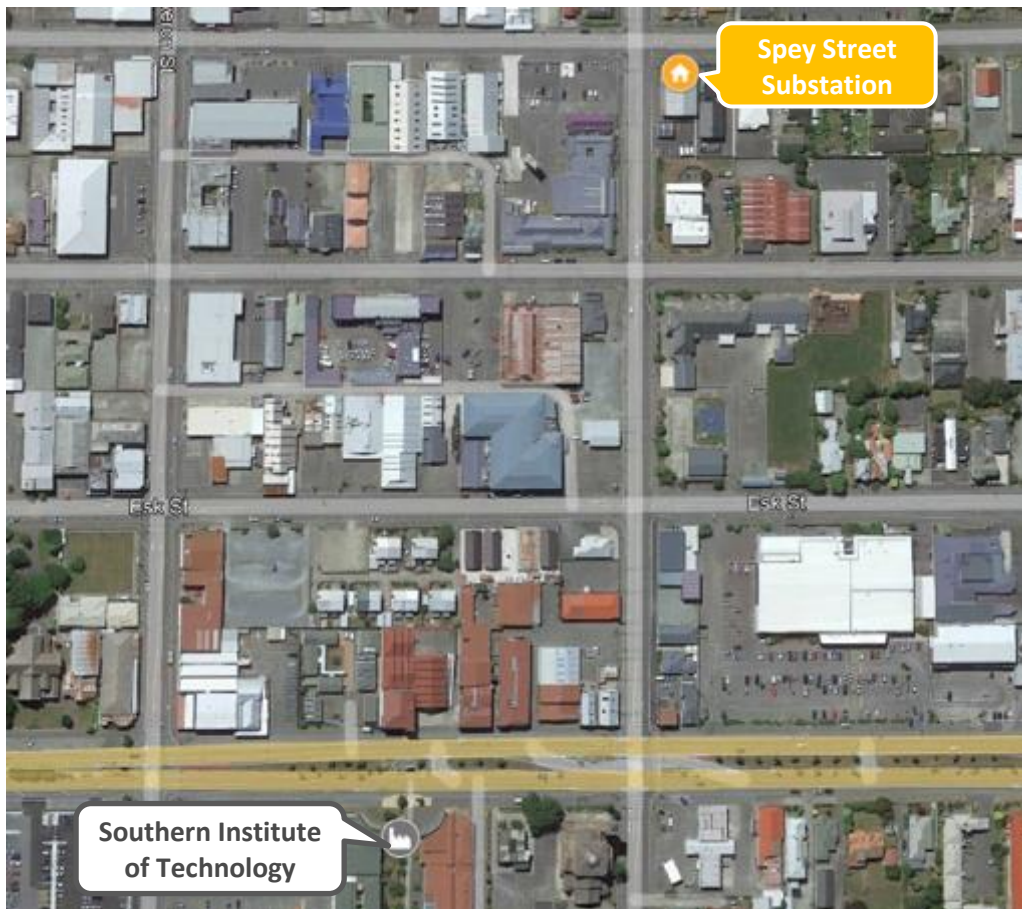 Spey Street
Substation
Esk St
Esk St
Southern Institute
of Technology